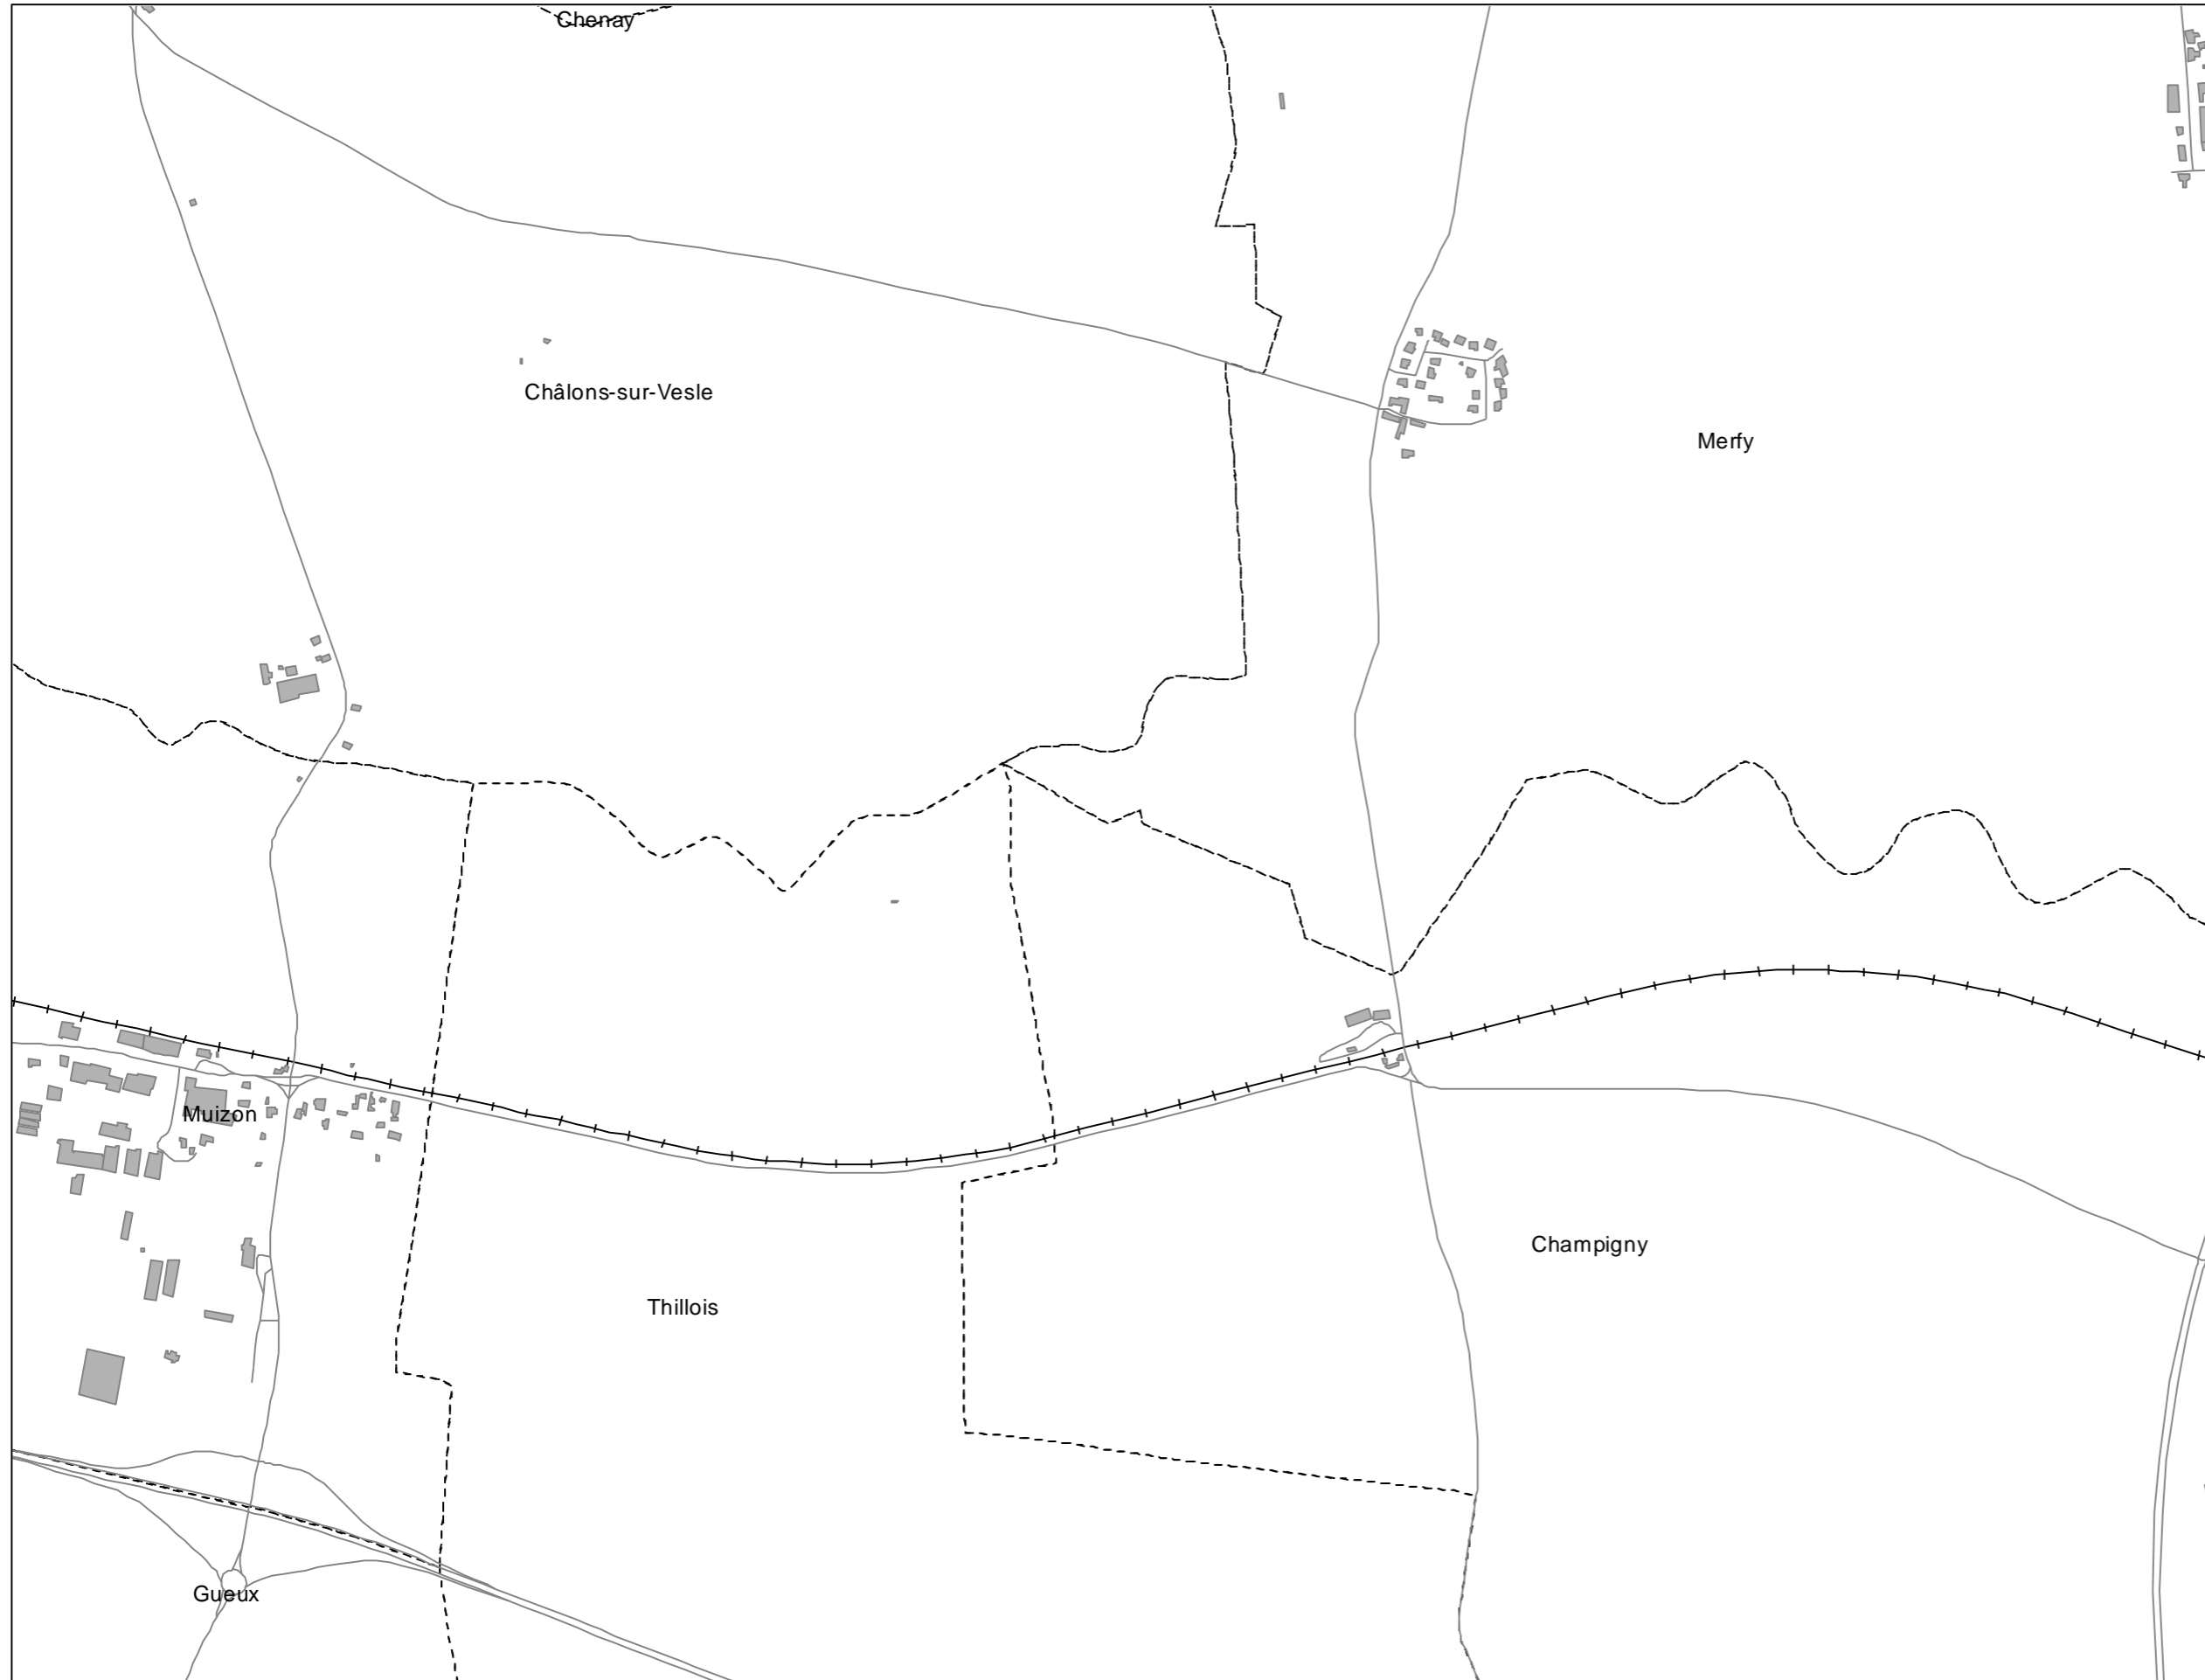 Chenay
Châlons-sur-Vesle
Merfy
Muizon
Champigny
Thillois
Gueux